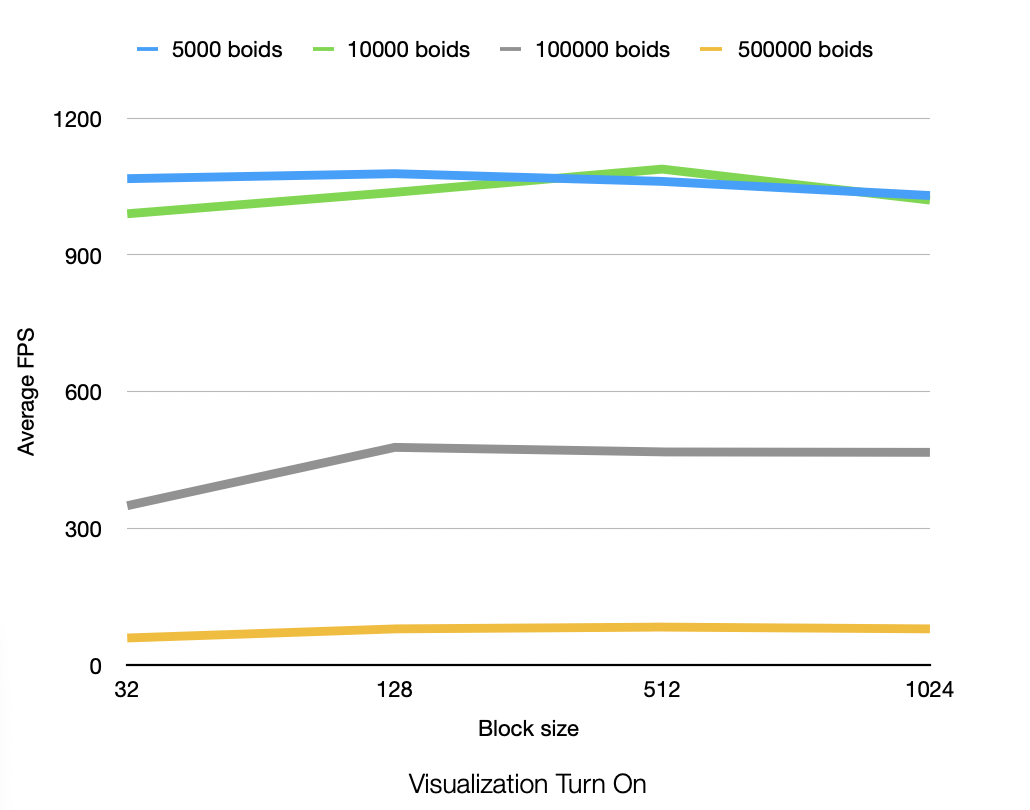 5000 boids 10000 boids 100000 boids 500000 boids
1200
900
600
300
0
Average FPS
32 128 512 1024
Block size
Visualization Turn On